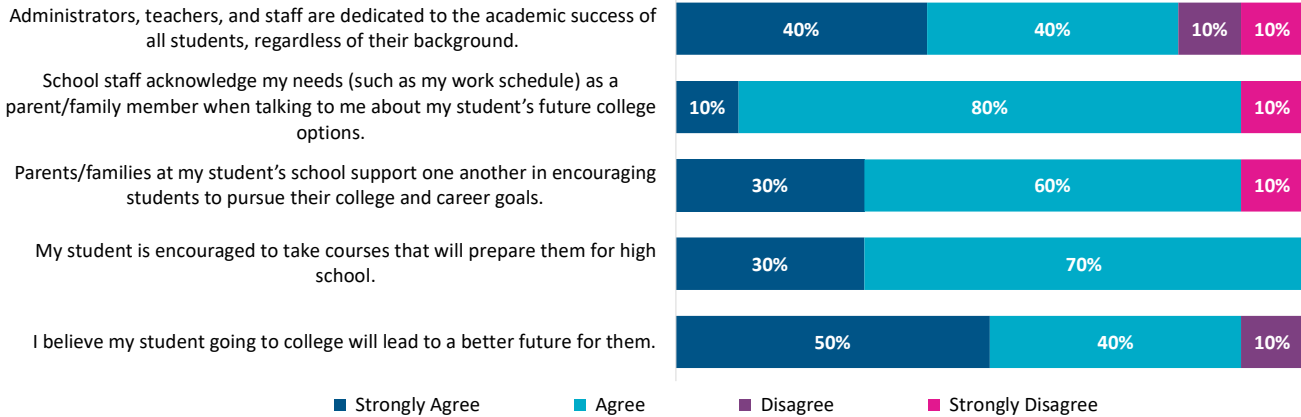 Administrators, teachers, and staff are dedicated to the academic success of
all students, regardless of their background.
40% 40% 10% 10%
School staff acknowledge my needs (such as my work schedule) as a
parent/family member when talking to me about my student’s future college
options.
10% 80% 10%
Parents/families at my student’s school support one another in encouraging
students to pursue their college and career goals.
30% 60% 10%
My student is encouraged to take courses that will prepare them for high
school.
30% 70%
I believe my student going to college will lead to a better future for them.
50% 40% 10%
Strongly Agree Agree Disagree Strongly Disagree